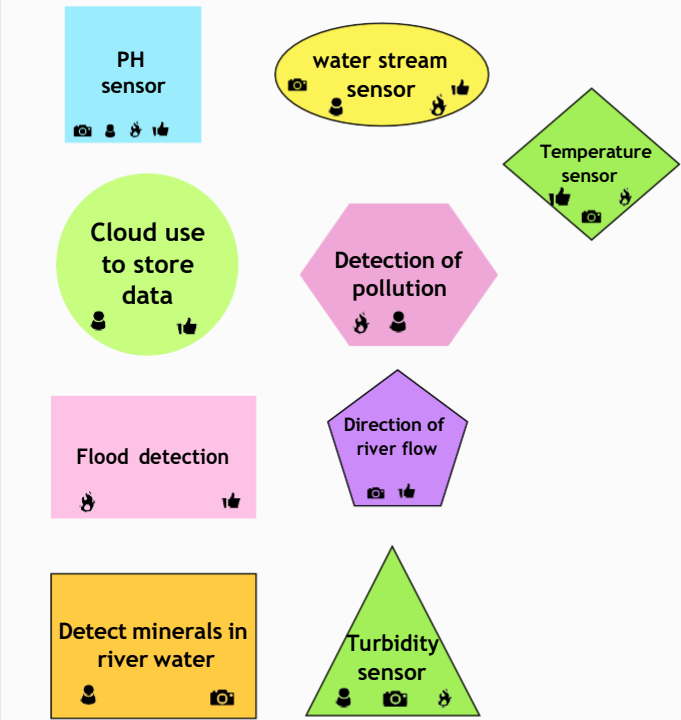 PH
sensor
water stream
sensor
Temperature
sensor
Cloud use
to store
data
Detection of
pollution
Flood detection
Direction of
river flow
Detect minerals in
river water
Turbidity
sensor